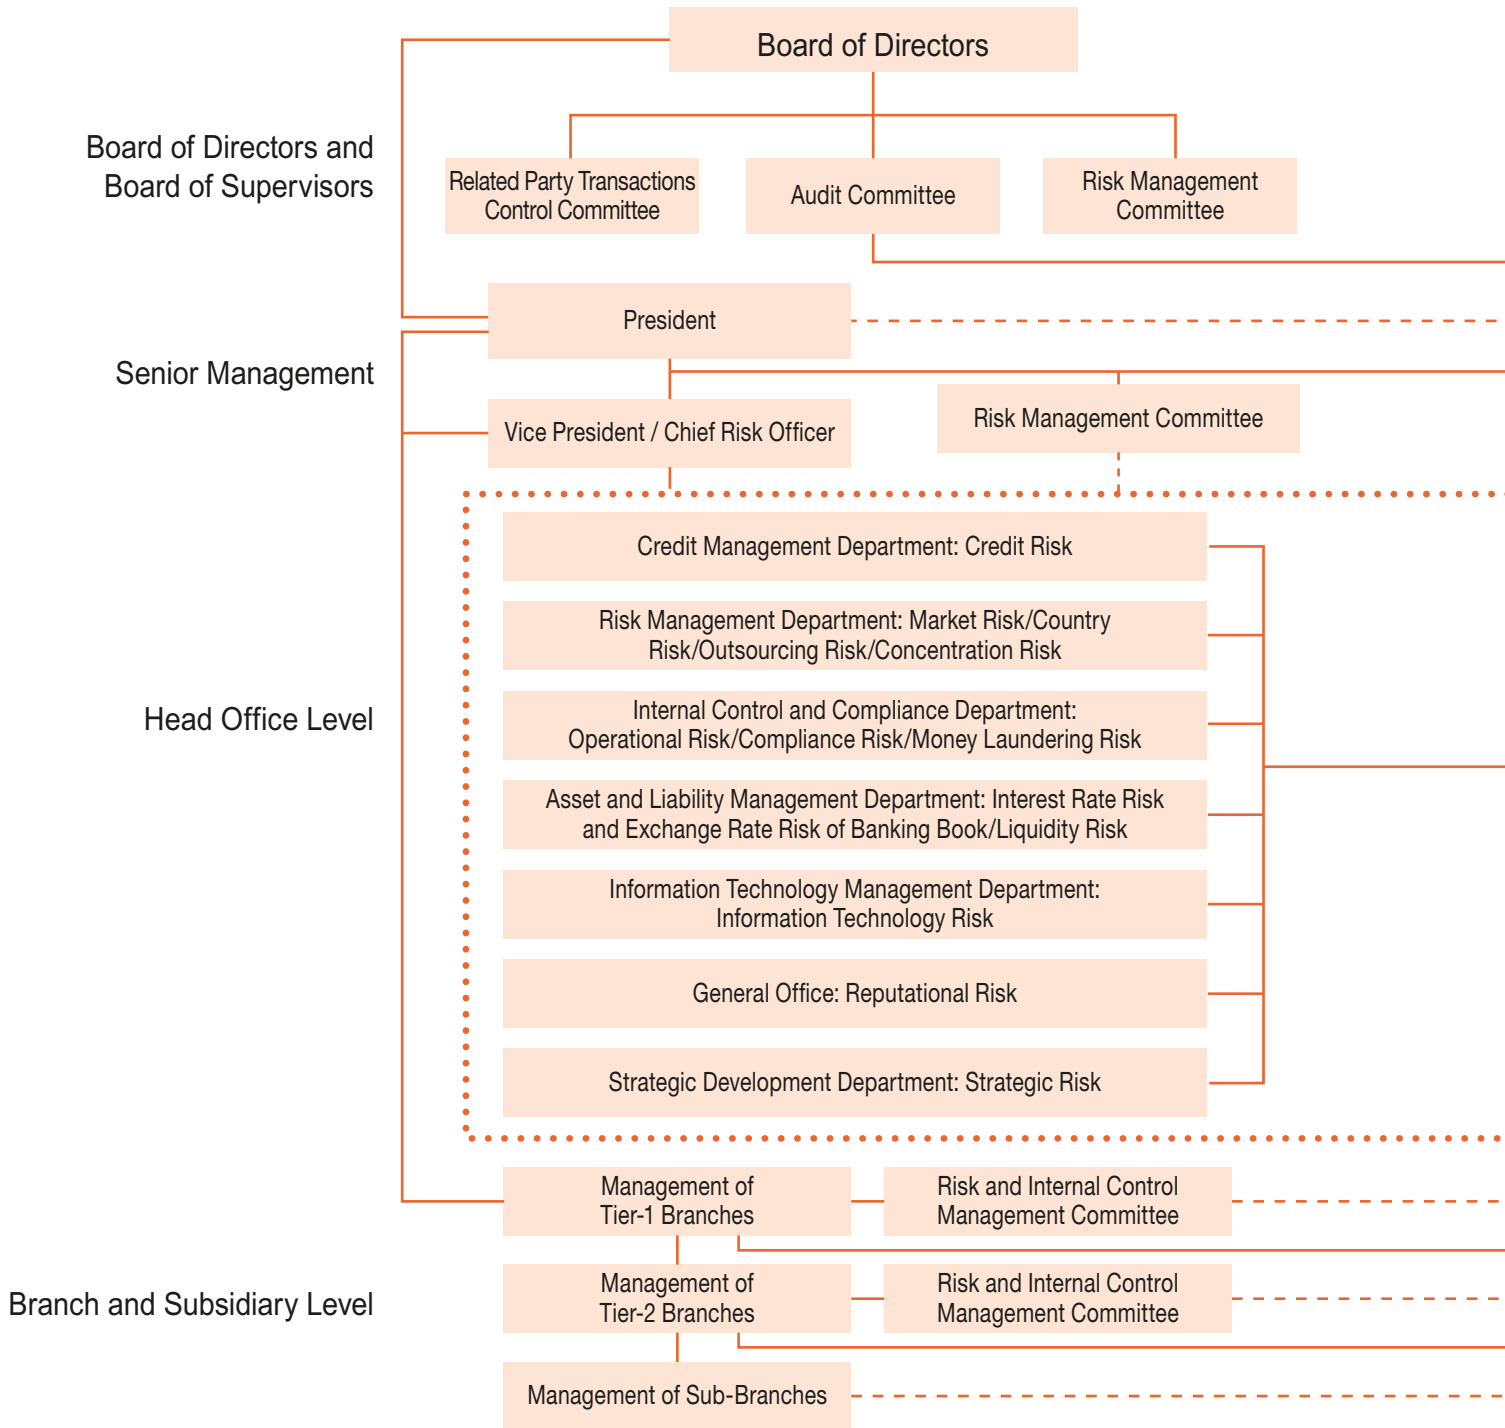 Board of Directors
Board of Directors and
Board of Supervisors
Related Party Transactions
Control Committee
Audit Committee
Risk Management
Committee
President
Senior Management
Vice President / Chief Risk Officer
Risk Management Committee
Head Office Level
Credit Management Department: Credit Risk
Risk Management Department: Market Risk/Country
Risk/Outsourcing Risk/Concentration Risk
Internal Control and Compliance Department:
Operational Risk/Compliance Risk/Money Laundering Risk
Asset and Liability Management Department: Interest Rate Risk
and Exchange Rate Risk of Banking Book/Liquidity Risk
Information Technology Management Department:
Information Technology Risk
General Office: Reputational Risk
Strategic Development Department: Strategic Risk
Branch and Subsidiary Level
Management of
Tier-1 Branches
Risk and Internal Control
Management Committee
Management of
Tier-2 Branches
Risk and Internal Control
Management Committee
Management of Sub-Branches